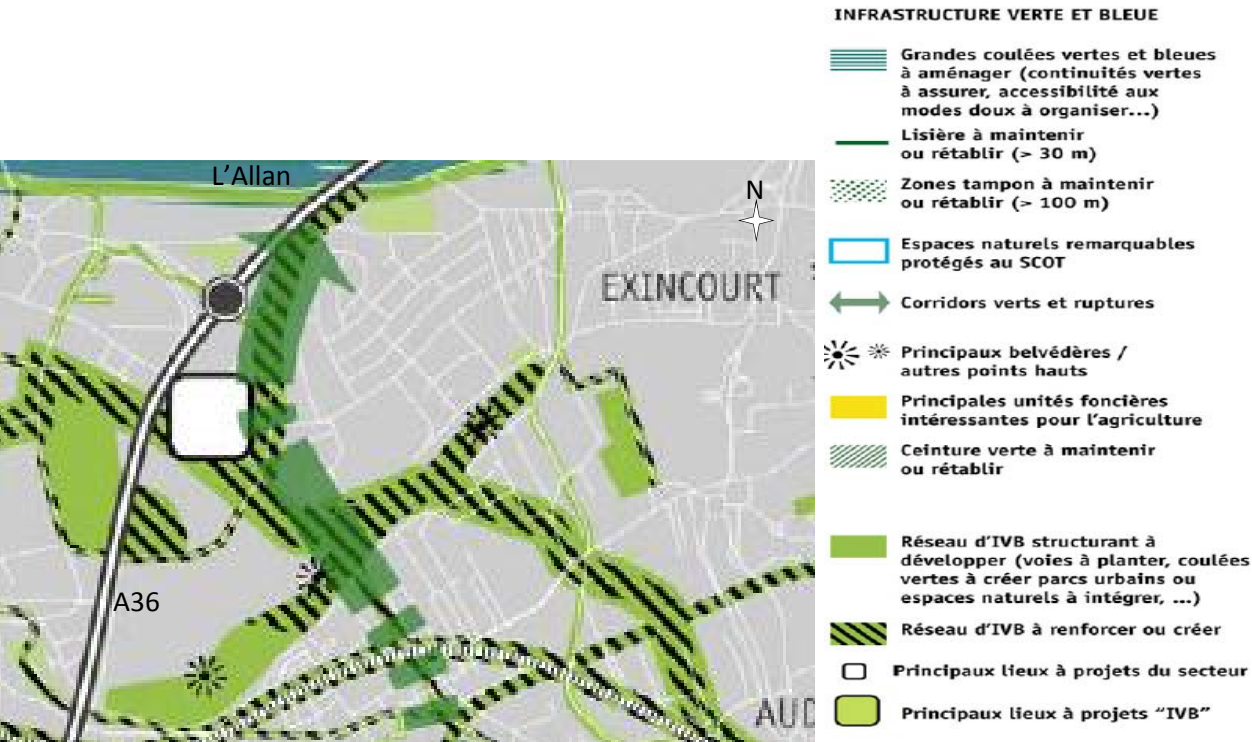 INFRASTRUCTURE VERTE ET BLEUE
Grandes coulées vertes et bleues
à aménager (continuités vertes
à assurer, accessibilité aux
modes doux à organiser...)
Lisière à maintenir
ou rétablir (> 30 m)
Zones tampon à maintenir
ou rétablir (> 100 m)
Espaces naturels remarquables
protégés au SCOT
Corridors verts et ruptures
Principaux belvédères /
autres points hauts
Principales unités foncières
intéressantes pour l'agriculture
Ceinture verte à maintenir
ou rétablir
Réseau d'IVB structurant à
développer (voies à planter, coulées
vertes à créer parcs urbains ou
espaces naturels à intégrer, ...)
Réseau d'IVB à renforcer ou créer
Principaux lieux à projets du secteur
Principaux lieux à projets "IVB"
L'Allan
N
EXINCOURT
A36
AUD